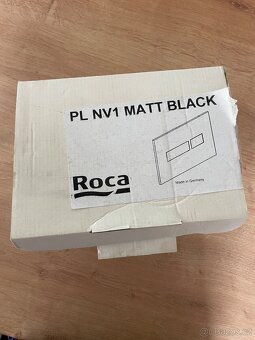 PL NV1 MATT BLACK
Roca
Made in Germany